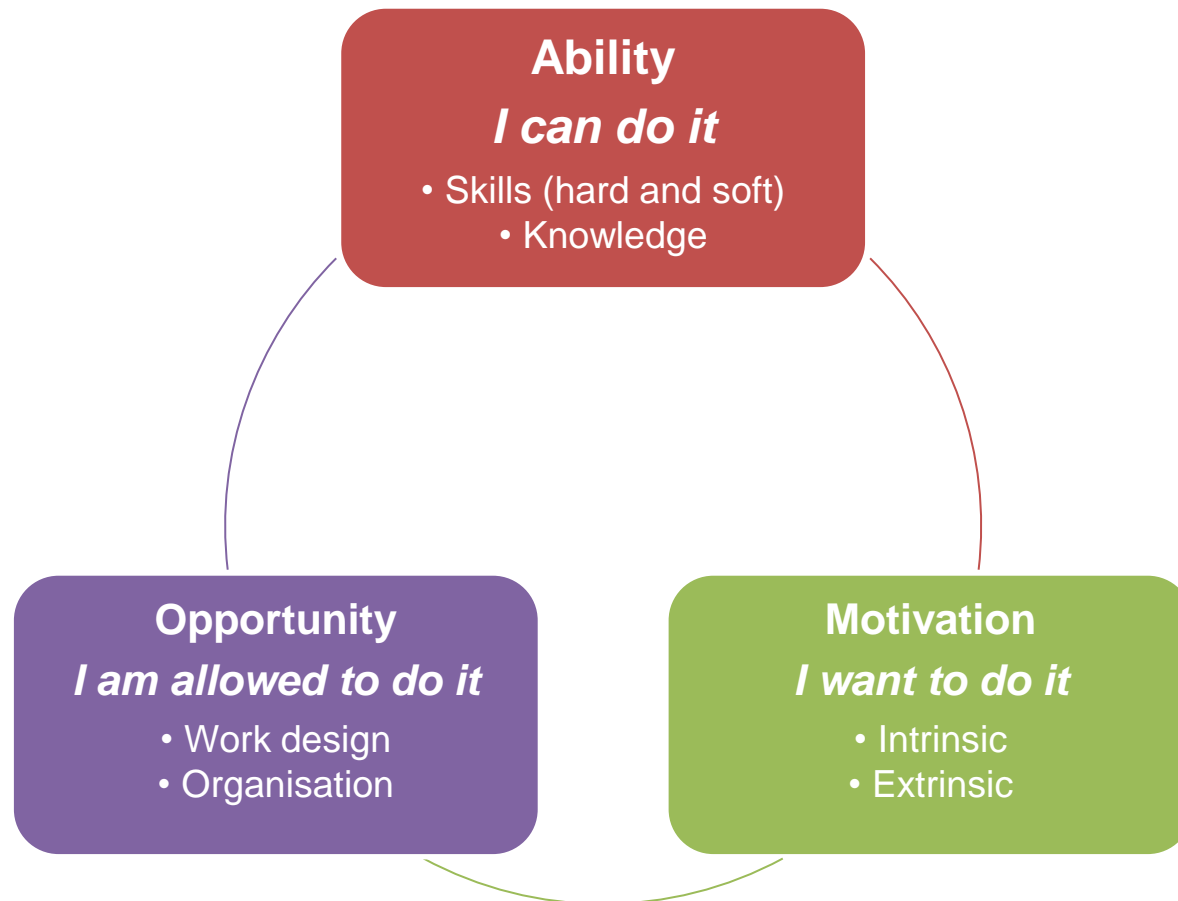 Ability
I can do it
• Skills (hard and soft)
• Knowledge
Opportunity
I am allowed to do it
• Work design
• Organisation
Motivation
I want to do it
• Intrinsic
• Extrinsic